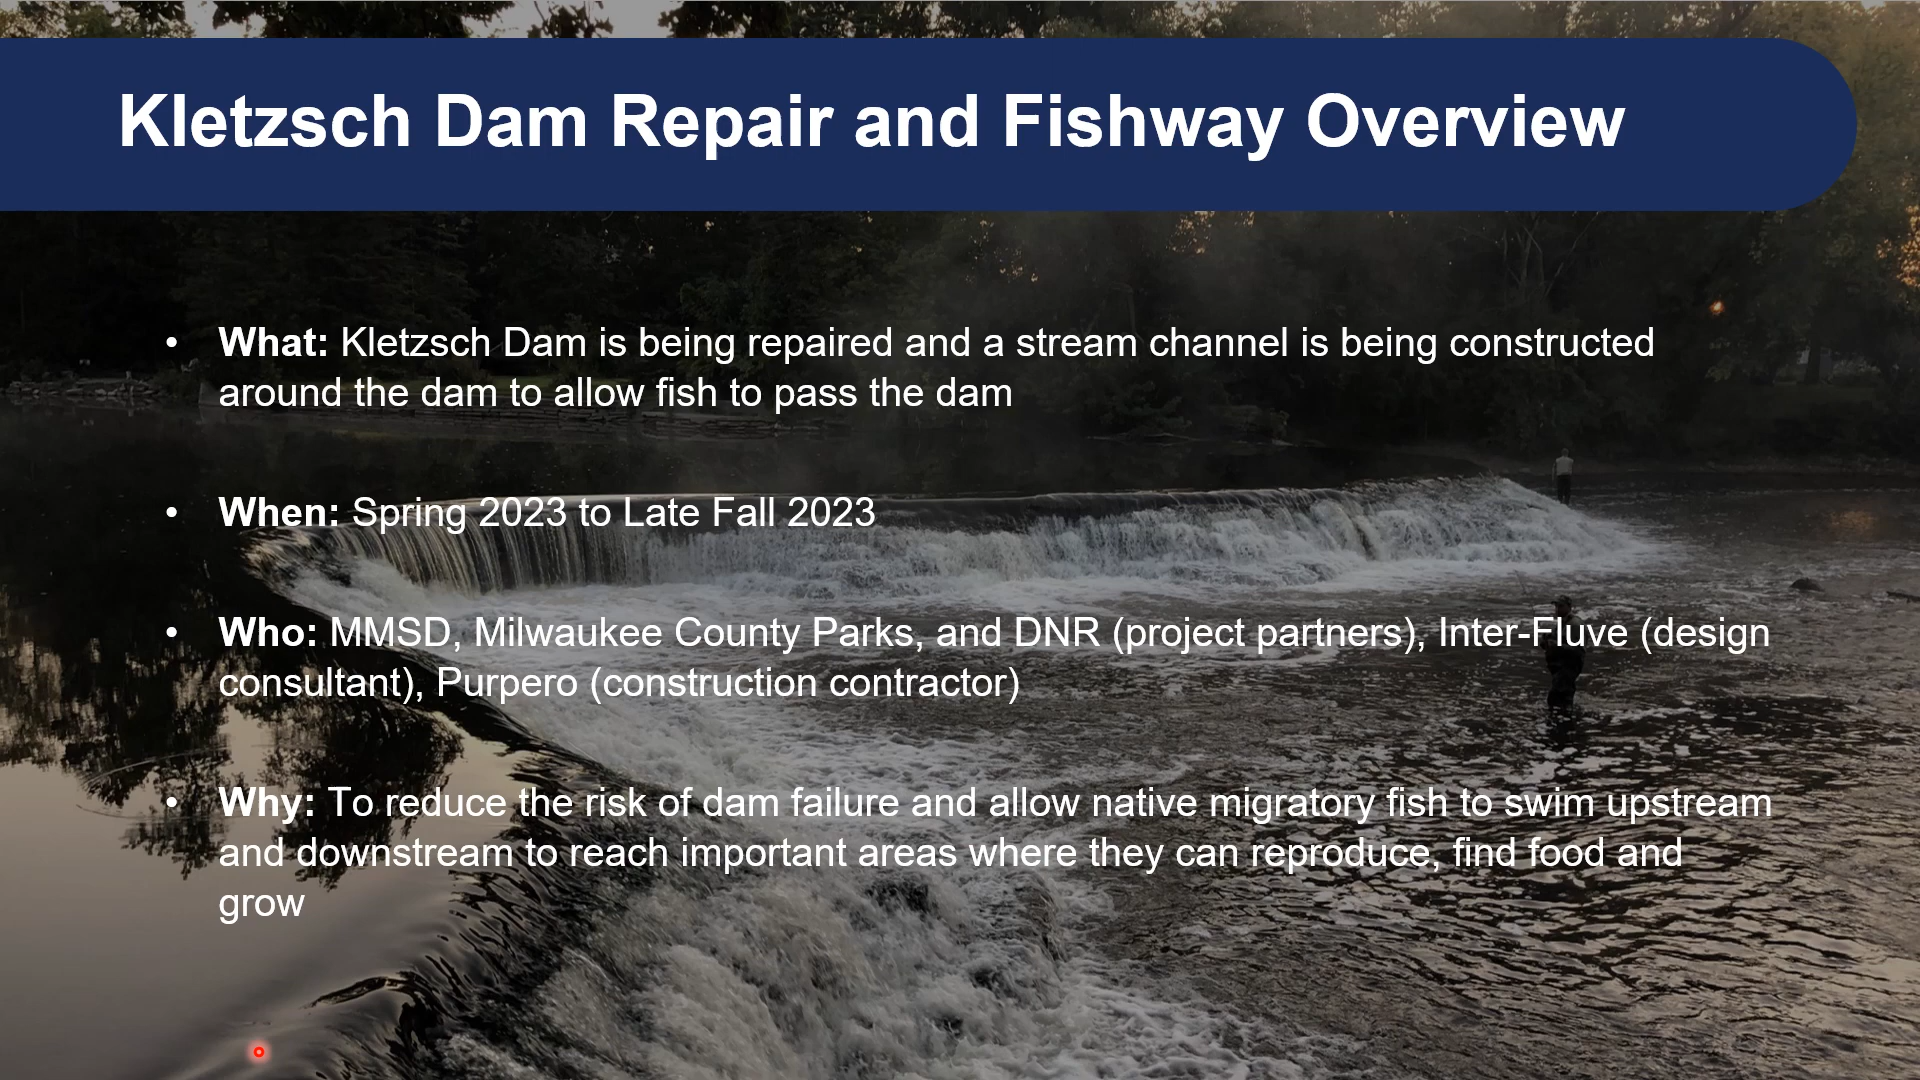 Kletzsch Dam Repair and Fishway Overview
• What: Kletzsch Dam is being repaired and a stream channel is being constructed
around the dam to allow fish to pass the dam
• When: Spring 2023 to Late Fall 2023
• Who: MMSD, Milwaukee County Parks, and DNR (project partners), Inter-Fluve (design
consultant), Purpero (construction contractor)
• Why: To reduce the risk of dam failure and allow native migratory fish to swim upstream
and downstream to reach important areas where they can reproduce, find food and
grow